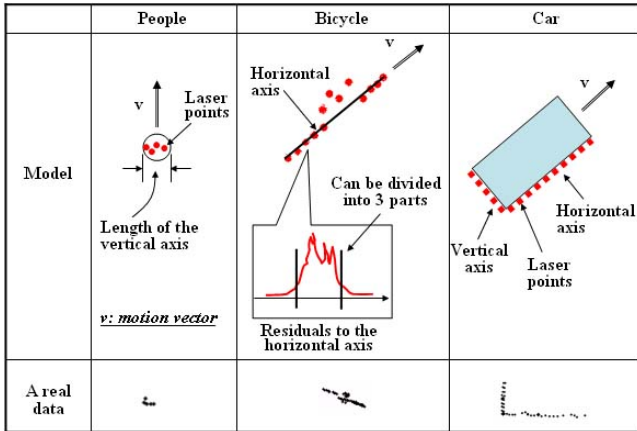 People
Bicycle
Car
Model
v
Laser
points
Length of the
vertical axis
v: motion vector
v
Horizontal
axis
Can be divided
into 3 parts
Residuals to the
horizontal axis
v
Horizontal
axis
Vertical
axis
Laser
points
A real
data